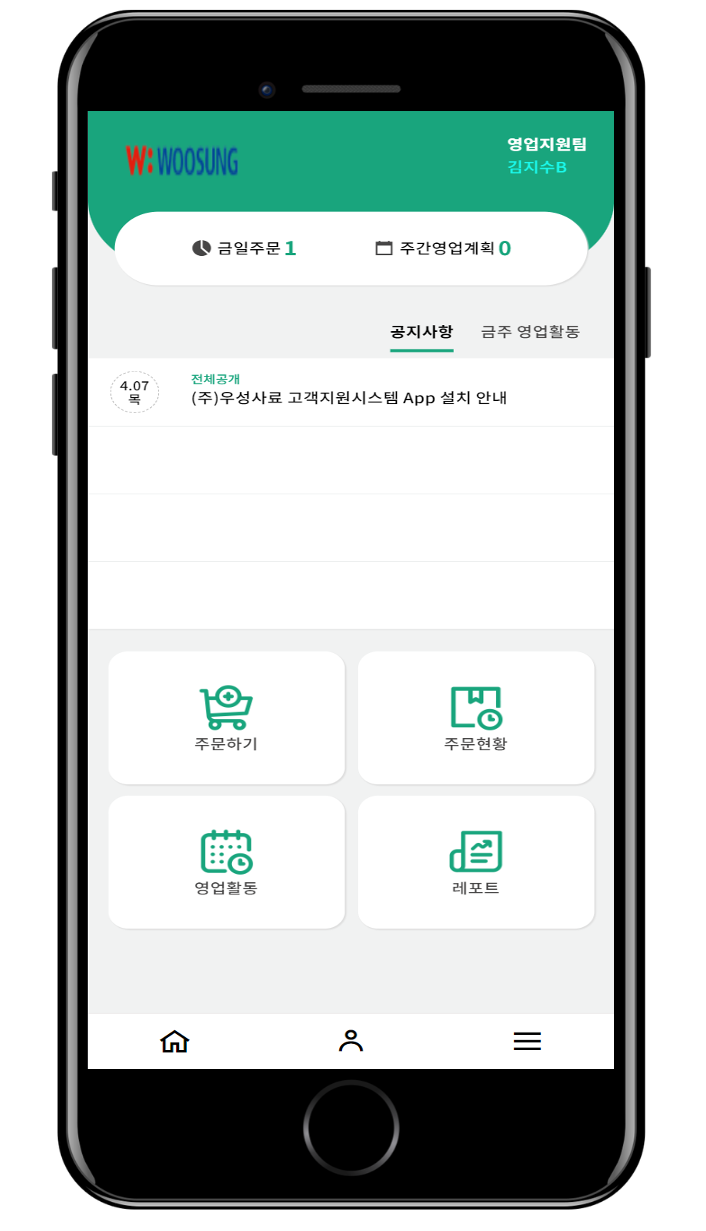 W: WOOSUNG
영업지원팀
김지수B
금일주문 1
주간영업계획 0
공지사항
금주 영업활동
4.07
목
전체공개
(주)우성사료 고객지원시스템 App 설치 안내
주문하기
주문현황
영업활동
레포트